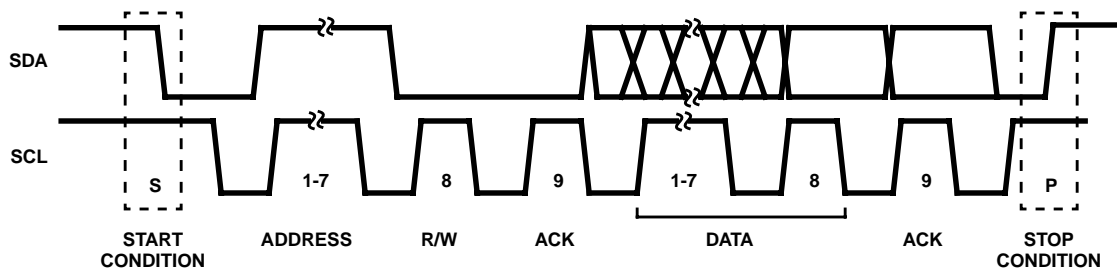 SDA
SCL
S 1-7 8 9 1-7 8 9 P
START CONDITION ADDRESS R/W ACK DATA ACK STOP CONDITION